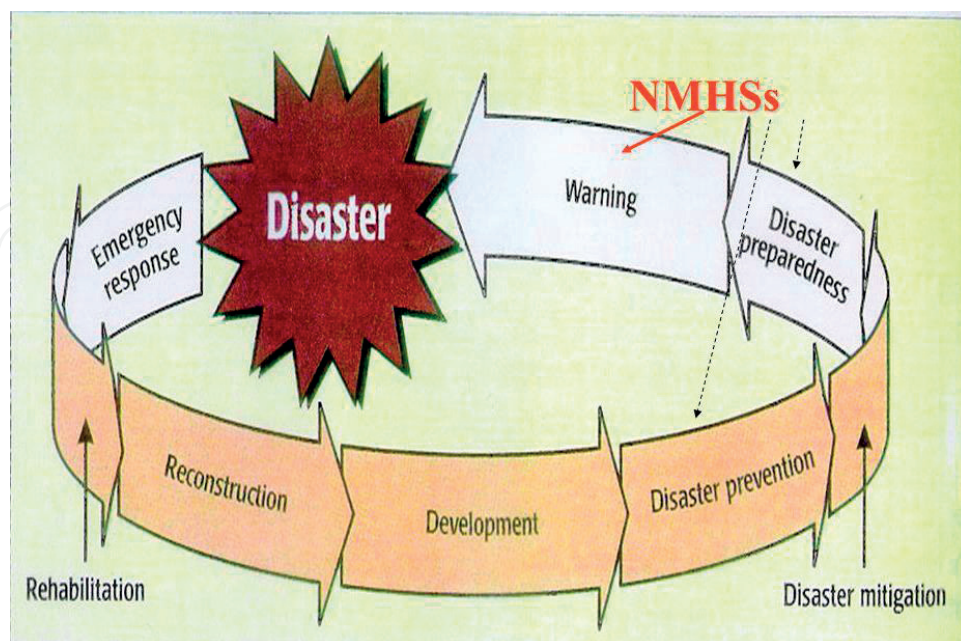 NMHSs
Disaster
Warning
Disaster
preparedness
Emergency
response
Reconstruction
Development
Disaster prevention
Rehabilitation
Disaster mitigation